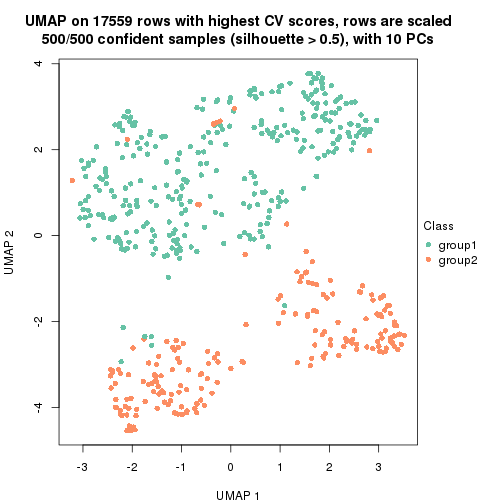 UMAP on 17559 rows with highest CV scores, rows are scaled
500/500 confident samples (silhouette > 0.5), with 10 PCs
4
2
0
-2
-4
UMAP 2
-3 -2 -1 0 1 2 3
UMAP 1
Class
group1
group2